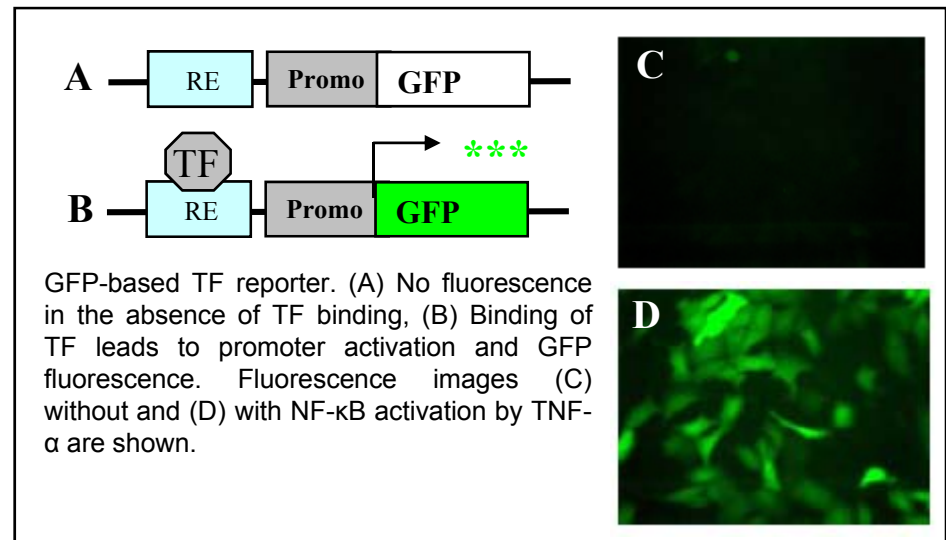 A RE Promo GFP
TF ***
B RE Promo GFP
GFP-based TF reporter. (A) No fluorescence
in the absence of TF binding, (B) Binding of
TF leads to promoter activation and GFP
fluorescence. Fluorescence images (C)
without and (D) with NF-κB activation by TNF-
α are shown.
C
D